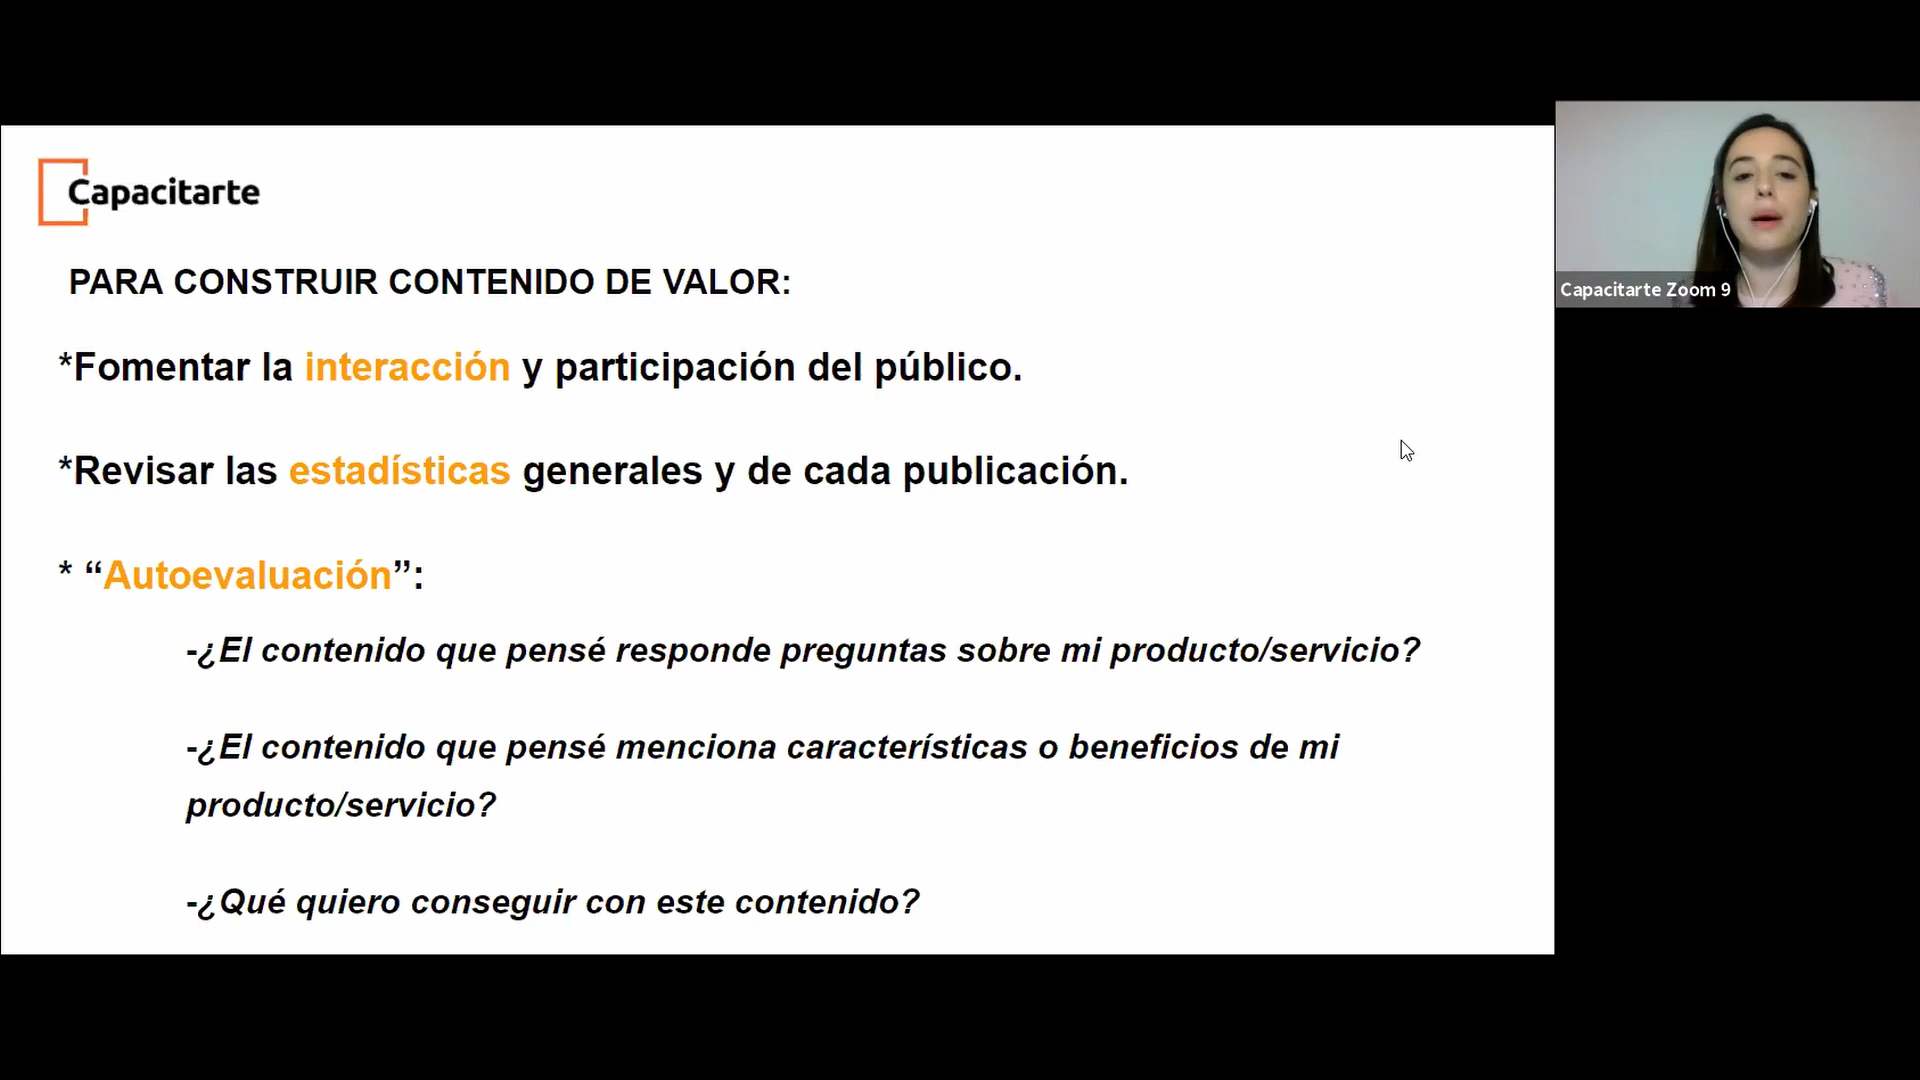 Capacitarte
PARA CONSTRUIR CONTENIDO DE VALOR:
*Fomentar la interacción y participación del público.
*Revisar las estadísticas generales y de cada publicación.
* “Autoevaluación”:
-¿El contenido que pensé responde preguntas sobre mi producto/servicio?
-¿El contenido que pensé menciona características o beneficios de mi
producto/servicio?
-¿Qué quiero conseguir con este contenido?
Capacitarte Zoom 9